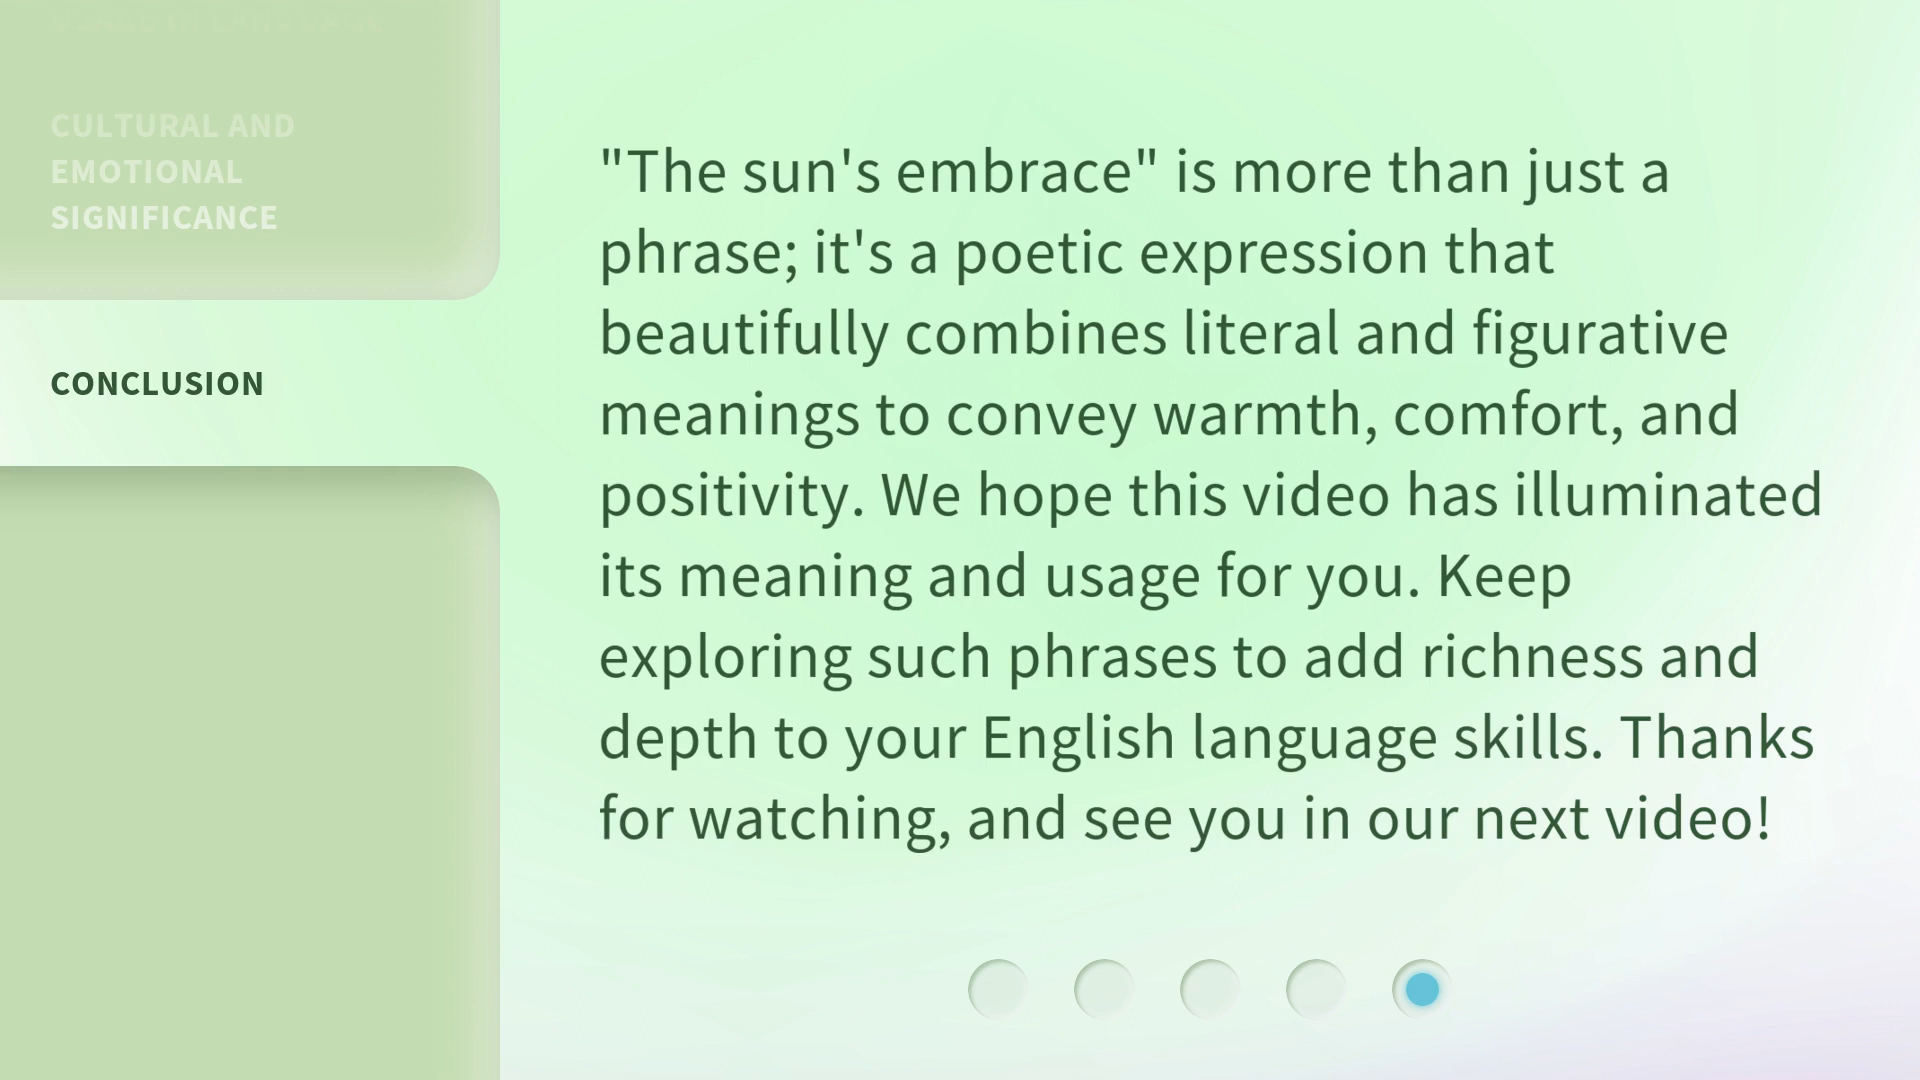 CULTURAL AND
EMOTIONAL
SIGNIFICANCE
CONCLUSION
"The sun's embrace" is more than just a
phrase; it's a poetic expression that
beautifully combines literal and figurative
meanings to convey warmth, comfort, and
positivity. We hope this video has illuminated
its meaning and usage for you. Keep
exploring such phrases to add richness and
depth to your English language skills. Thanks
for watching, and see you in our next video!